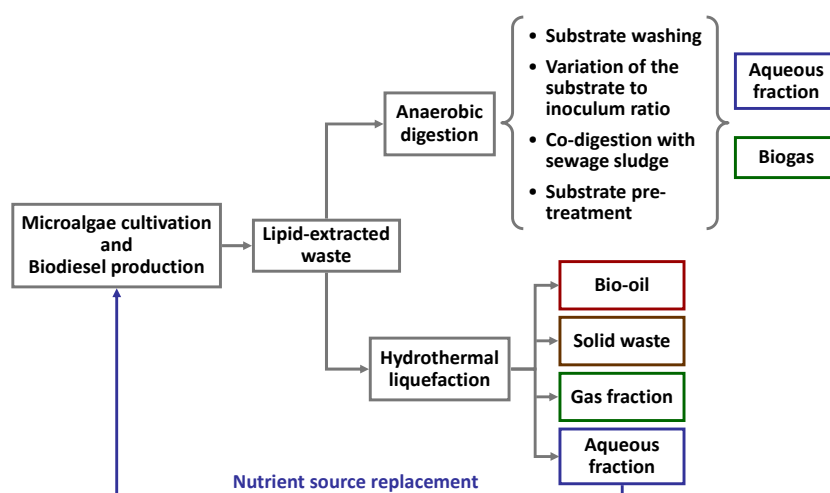 Microalgae cultivation
and
Biodiesel production
Lipid-extracted
waste
Anaerobic
digestion
• Substrate washing
• Variation of the
substrate to
inoculum ratio
• Co-digestion with
sewage sludge
• Substrate pre-
treatment
Aqueous
fraction
Biogas
Hydrothermal
liquefaction
Bio-oil
Solid waste
Gas fraction
Aqueous
fraction
Nutrient source replacement